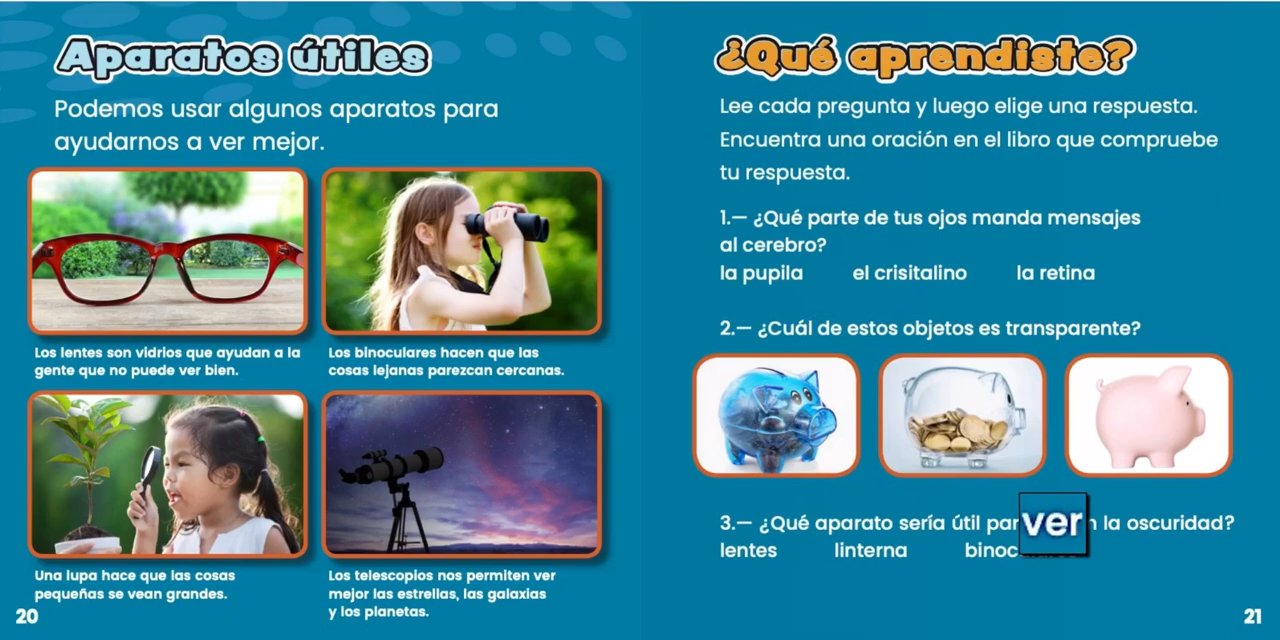 Aparatos útiles
Podemos usar algunos aparatos para
ayudarnos a ver mejor.
Los lentes son vidrios que ayudan a la
gente que no puede ver bien.
Los binoculares hacen que las
cosas lejanas parezcan cercanas.
Una lupa hace que las cosas
pequeñas se vean grandes.
Los telescopios nos permiten ver
mejor las estrellas, las galaxias
y los planetas.
20
¿Qué aprendiste?
Lee cada pregunta y luego elige una respuesta.
Encuentra una oración en el libro que compruebe
tu respuesta.
1.— ¿Qué parte de tus ojos manda mensajes
al cerebro?
la pupila el crisitalino la retina
2.— ¿Cuál de estos objetos es transparente?
3.— ¿Qué aparato sería útil par ver n la oscuridad?
lentes linterna binoc
21